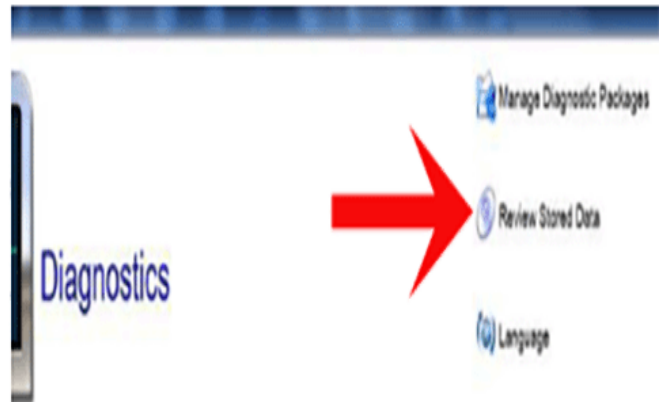 Manage Diagnostic Packages
Review Stored Data
Diagnostics
Language